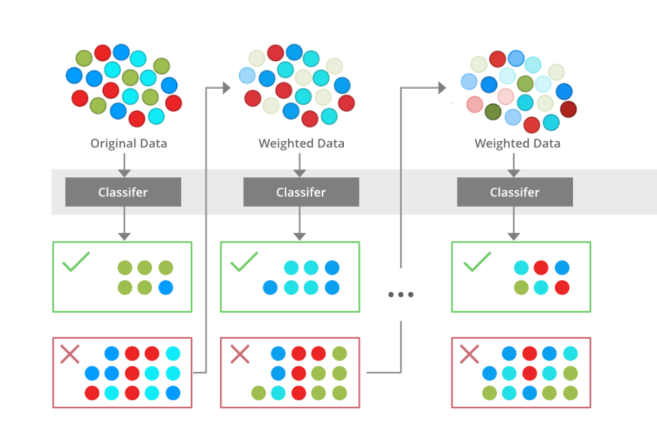 Original Data
Weighted Data
Weighted Data
Classifer
Classifer
Classifer